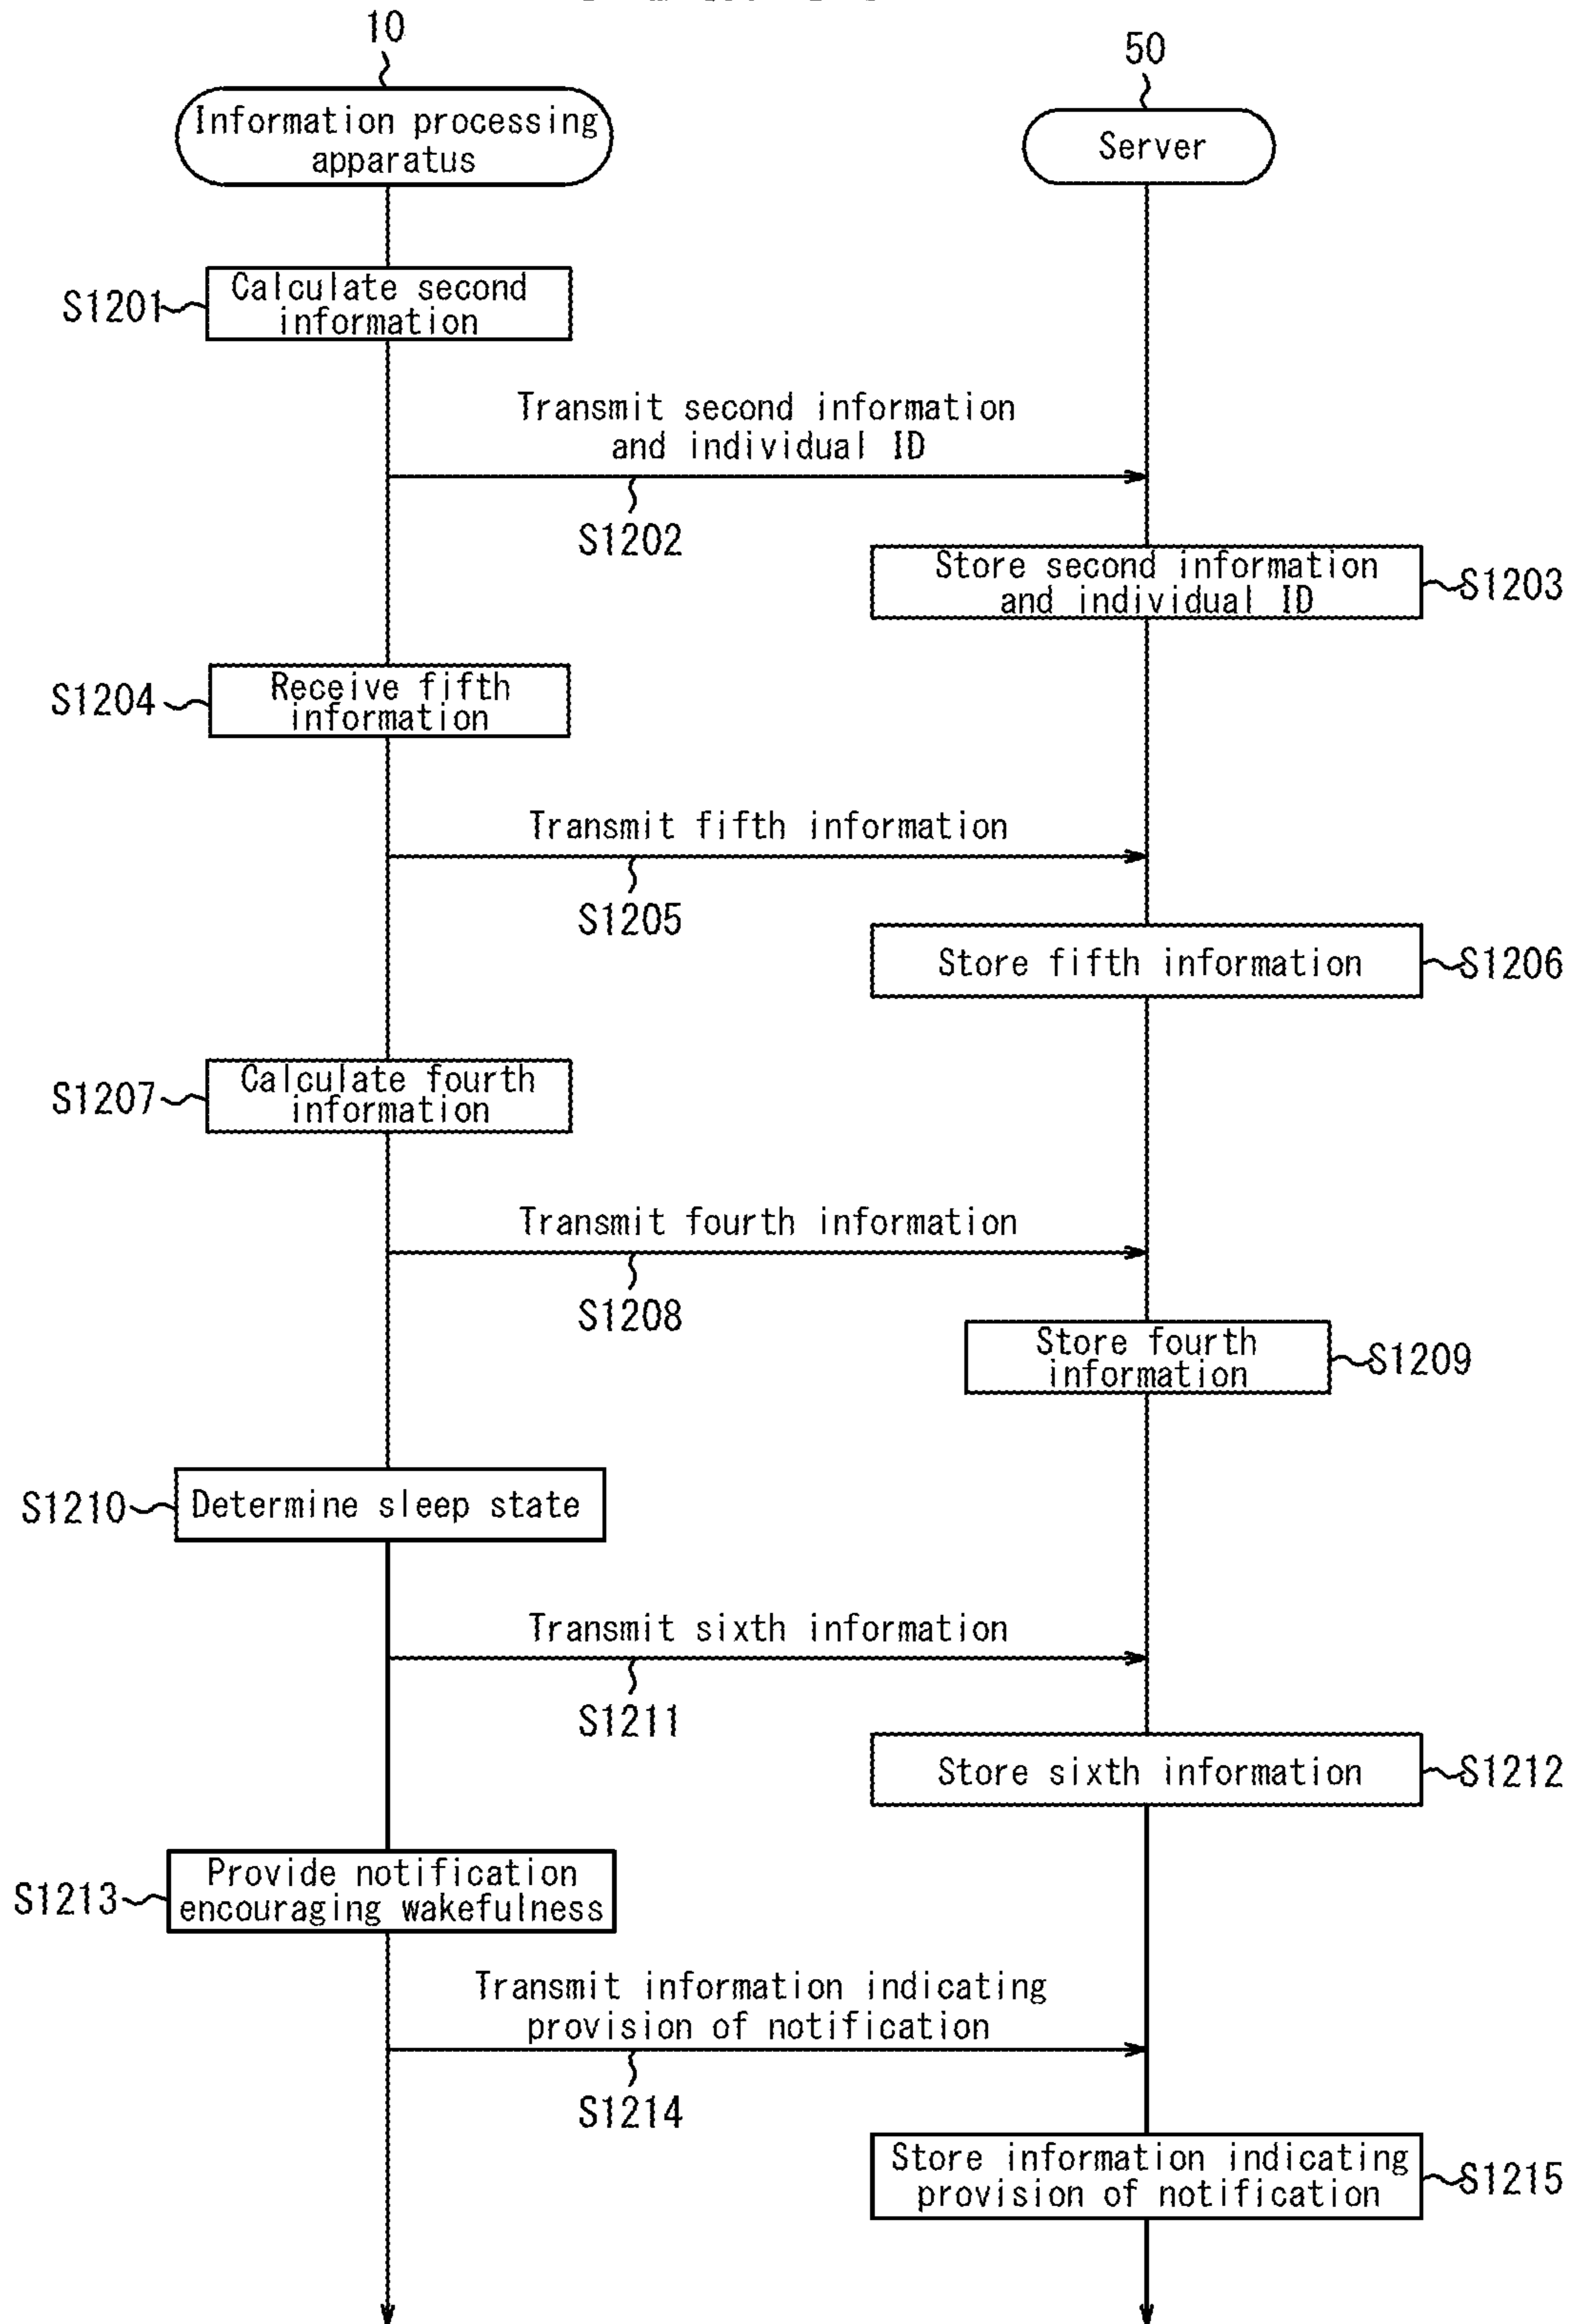 10
50
Information processing
apparatus
Server
S1201
Calculate second
information
Transmit second information
and individual ID
S1202
Store second information
and individual ID
S1203
S1204
Receive fifth
information
Transmit fifth information
S1205
Store fifth information
S1206
S1207
Calculate fourth
information
Transmit fourth information
S1208
Store fourth
information
S1209
S1210
Determine sleep state
Transmit sixth information
S1211
Store sixth information
S1212
S1213
Provide notification
encouraging wakefulness
Transmit information indicating
provision of notification
S1214
Store information indicating
provision of notification
S1215